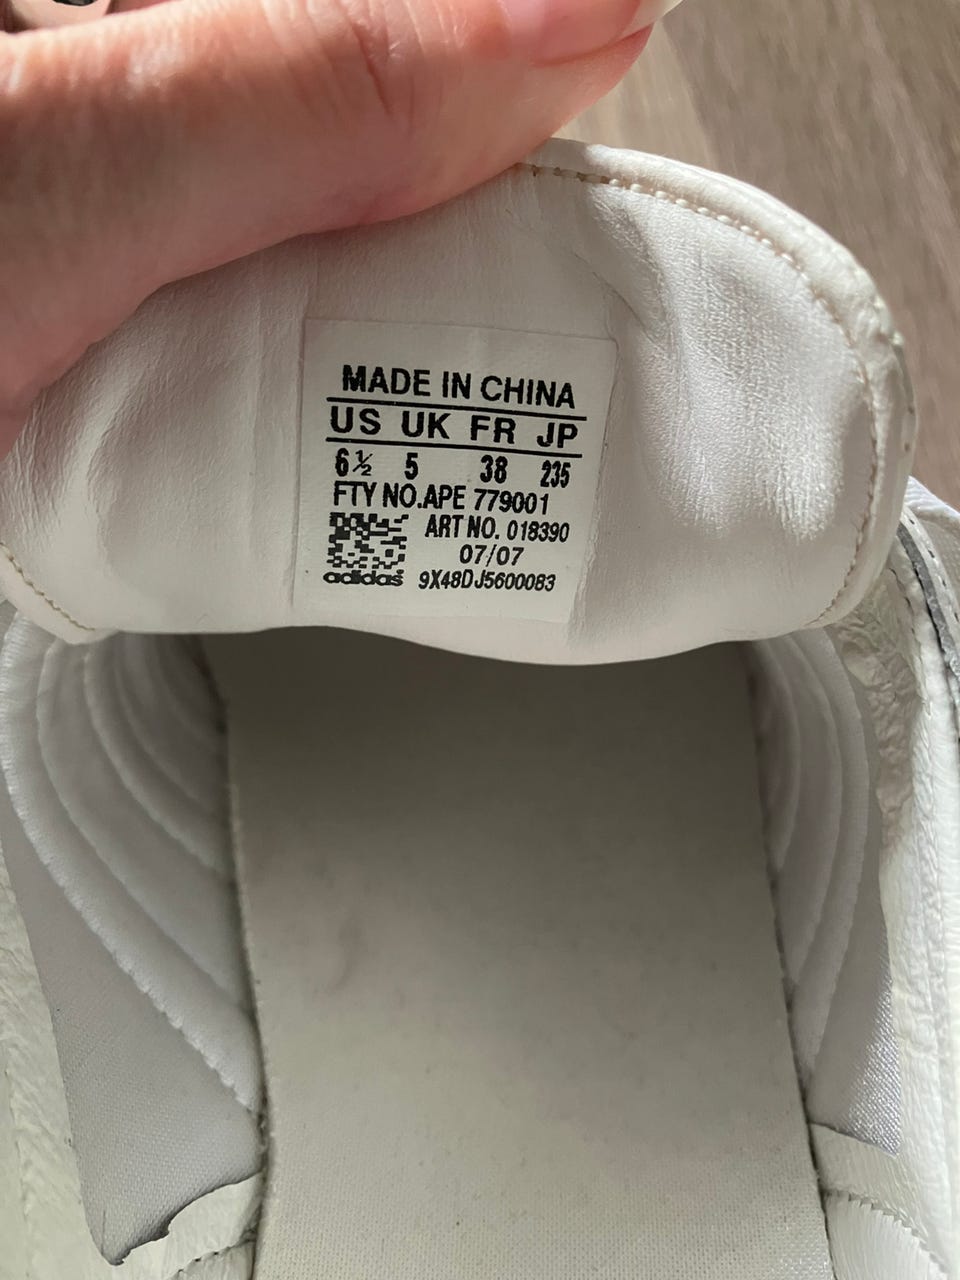 MADE IN CHINA
US UK FR JP
6½ 5 38 235
FTY NO.APE 779001
ART NO. 018390
07/07
adidas 9X48DJ5600083